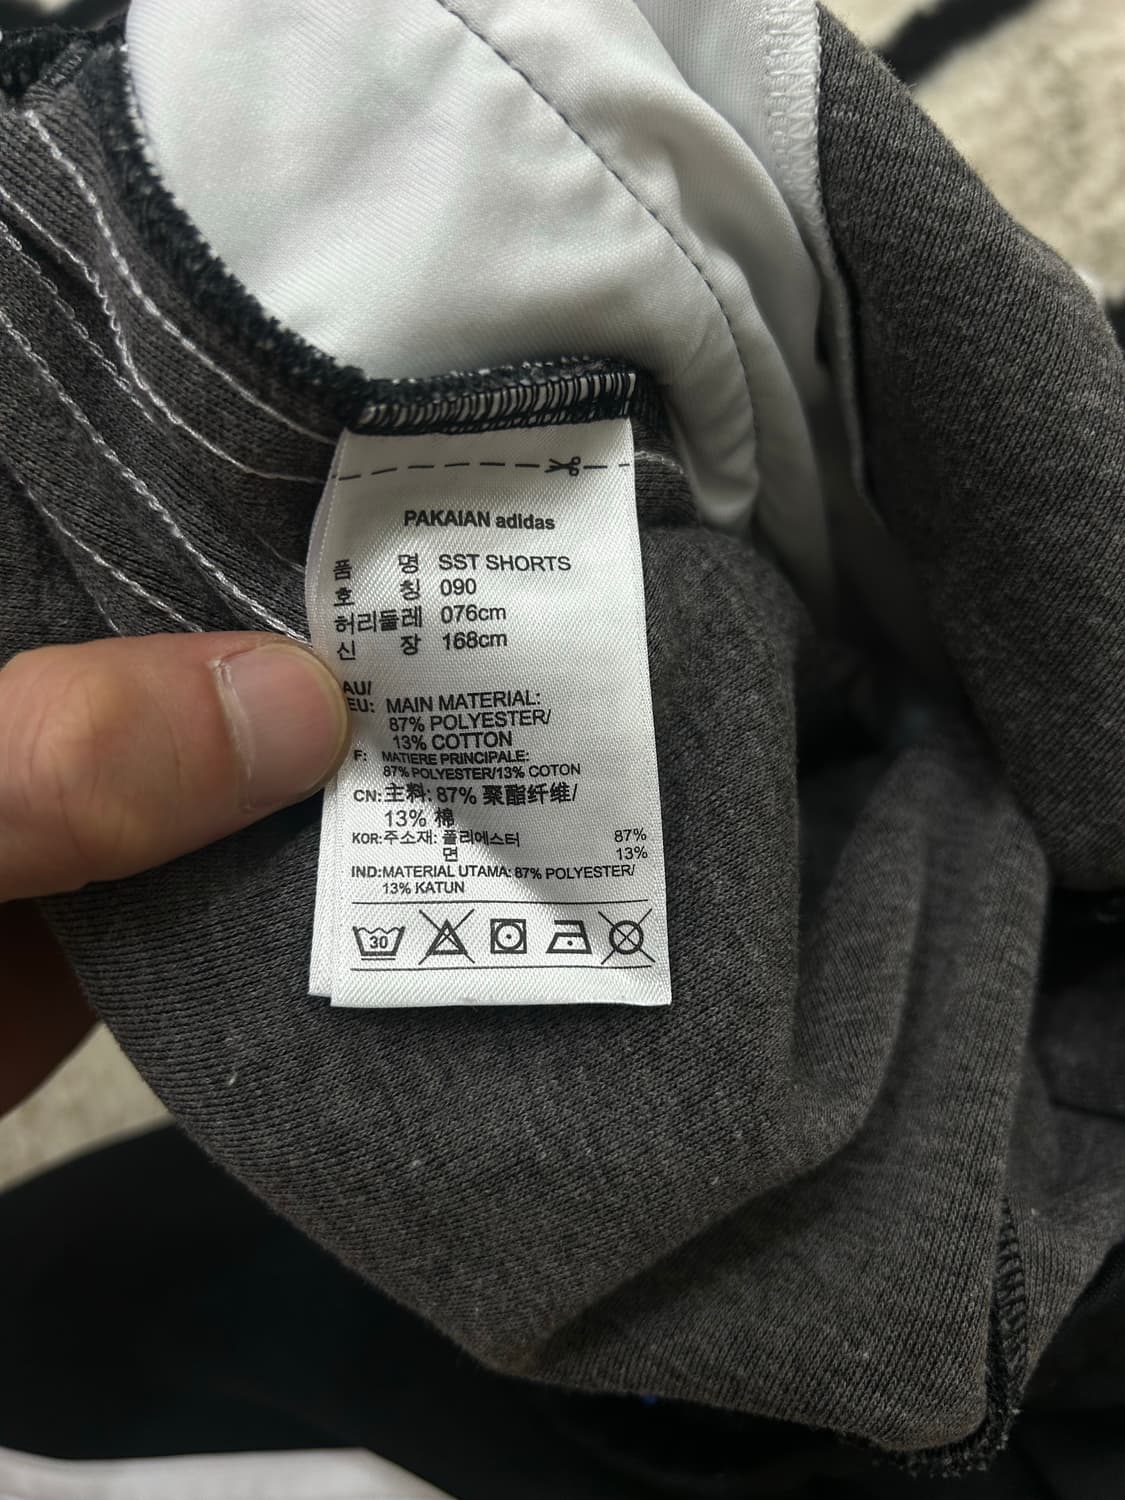 PAKAIAN adidas
품 명 SST SHORTS
호 칭 090
허리둘레 076cm
신 장 168cm
AU/
EU: MAIN MATERIAL:
87% POLYESTER/
13% COTTON
F: MATIERE PRINCIPALE:
87% POLYESTER/13% COTON
CN:主料: 87% 聚酯纤维/
13% 棉
KOR:주소재: 폴리에스터 87%
면 13%
IND:MATERIAL UTAMA: 87% POLYESTER/
13% KATUN
30